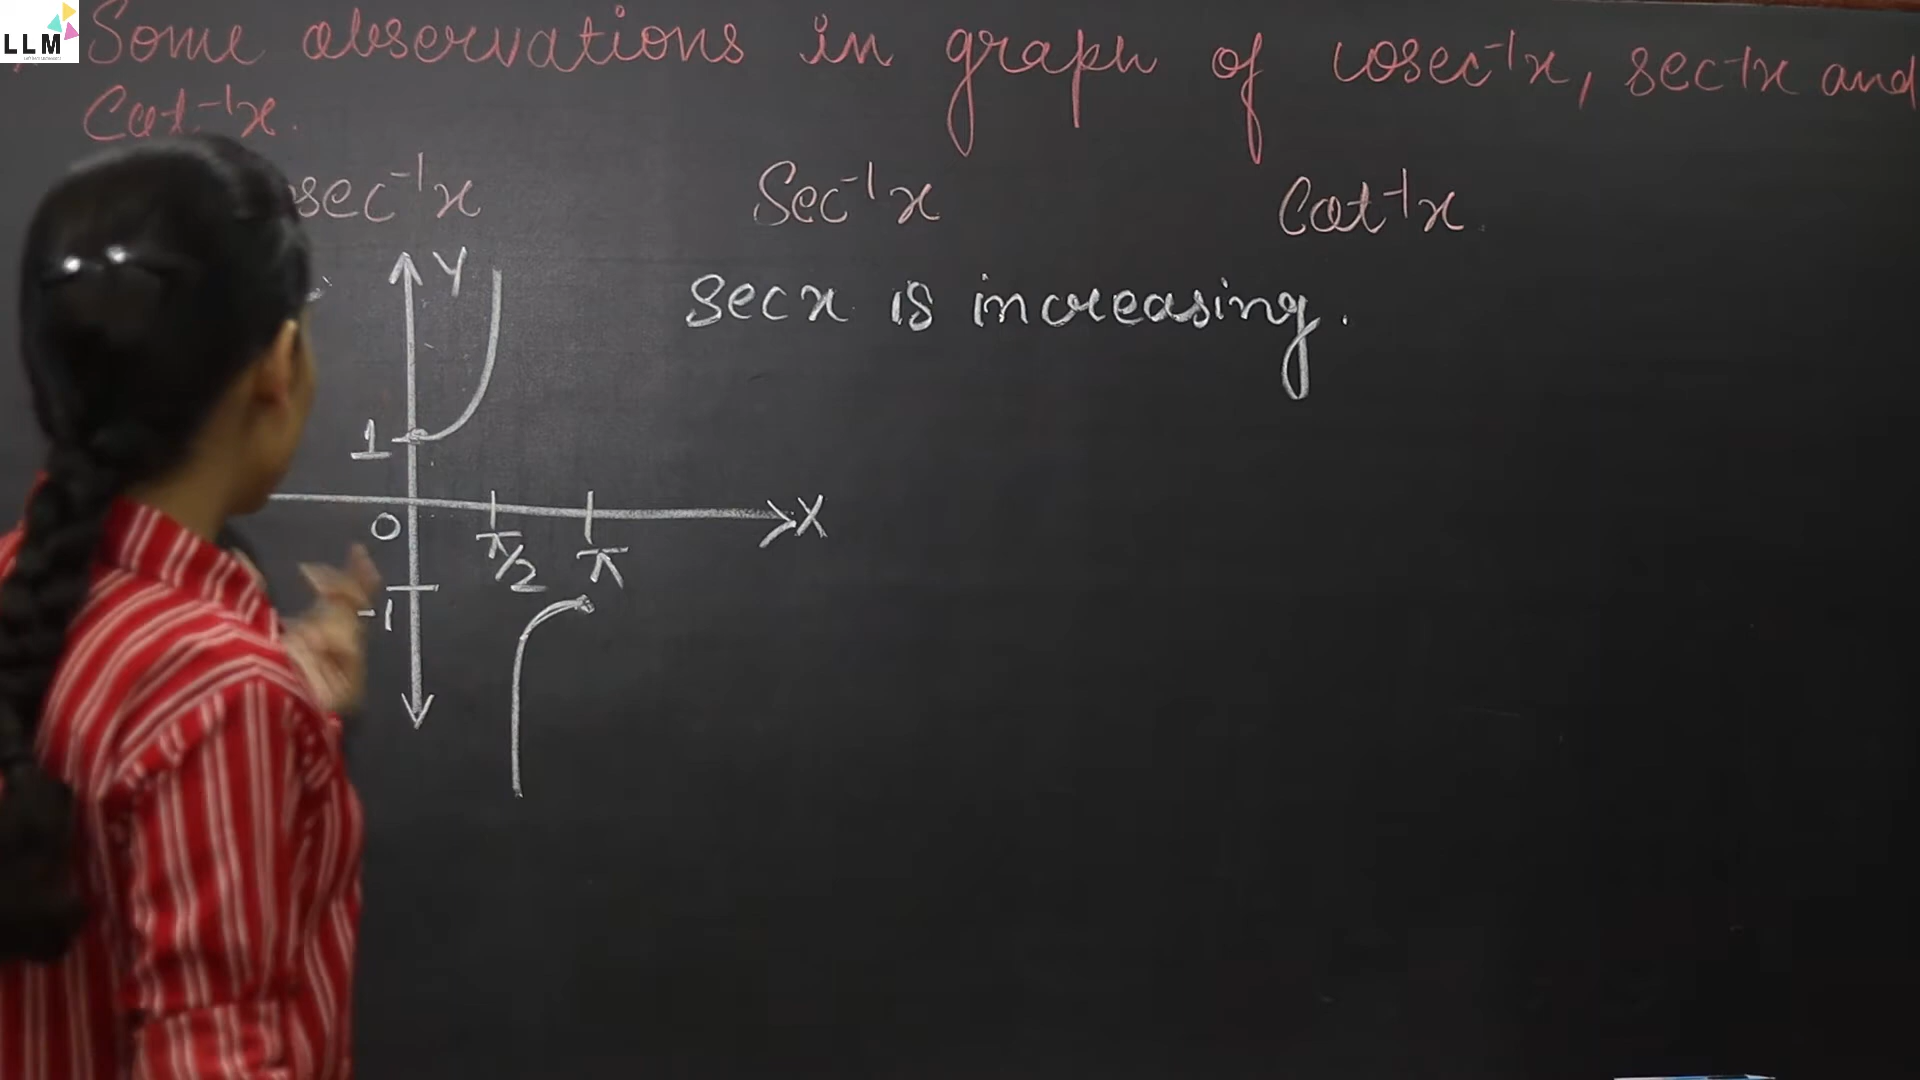 LLM
Some observations in graph of cosec⁻¹x, sec⁻¹x and
Cot⁻¹x.
sec⁻¹x
Sec⁻¹x
Cot⁻¹x
Y
sec x is increasing.
1
0
π/2
π
X
-1